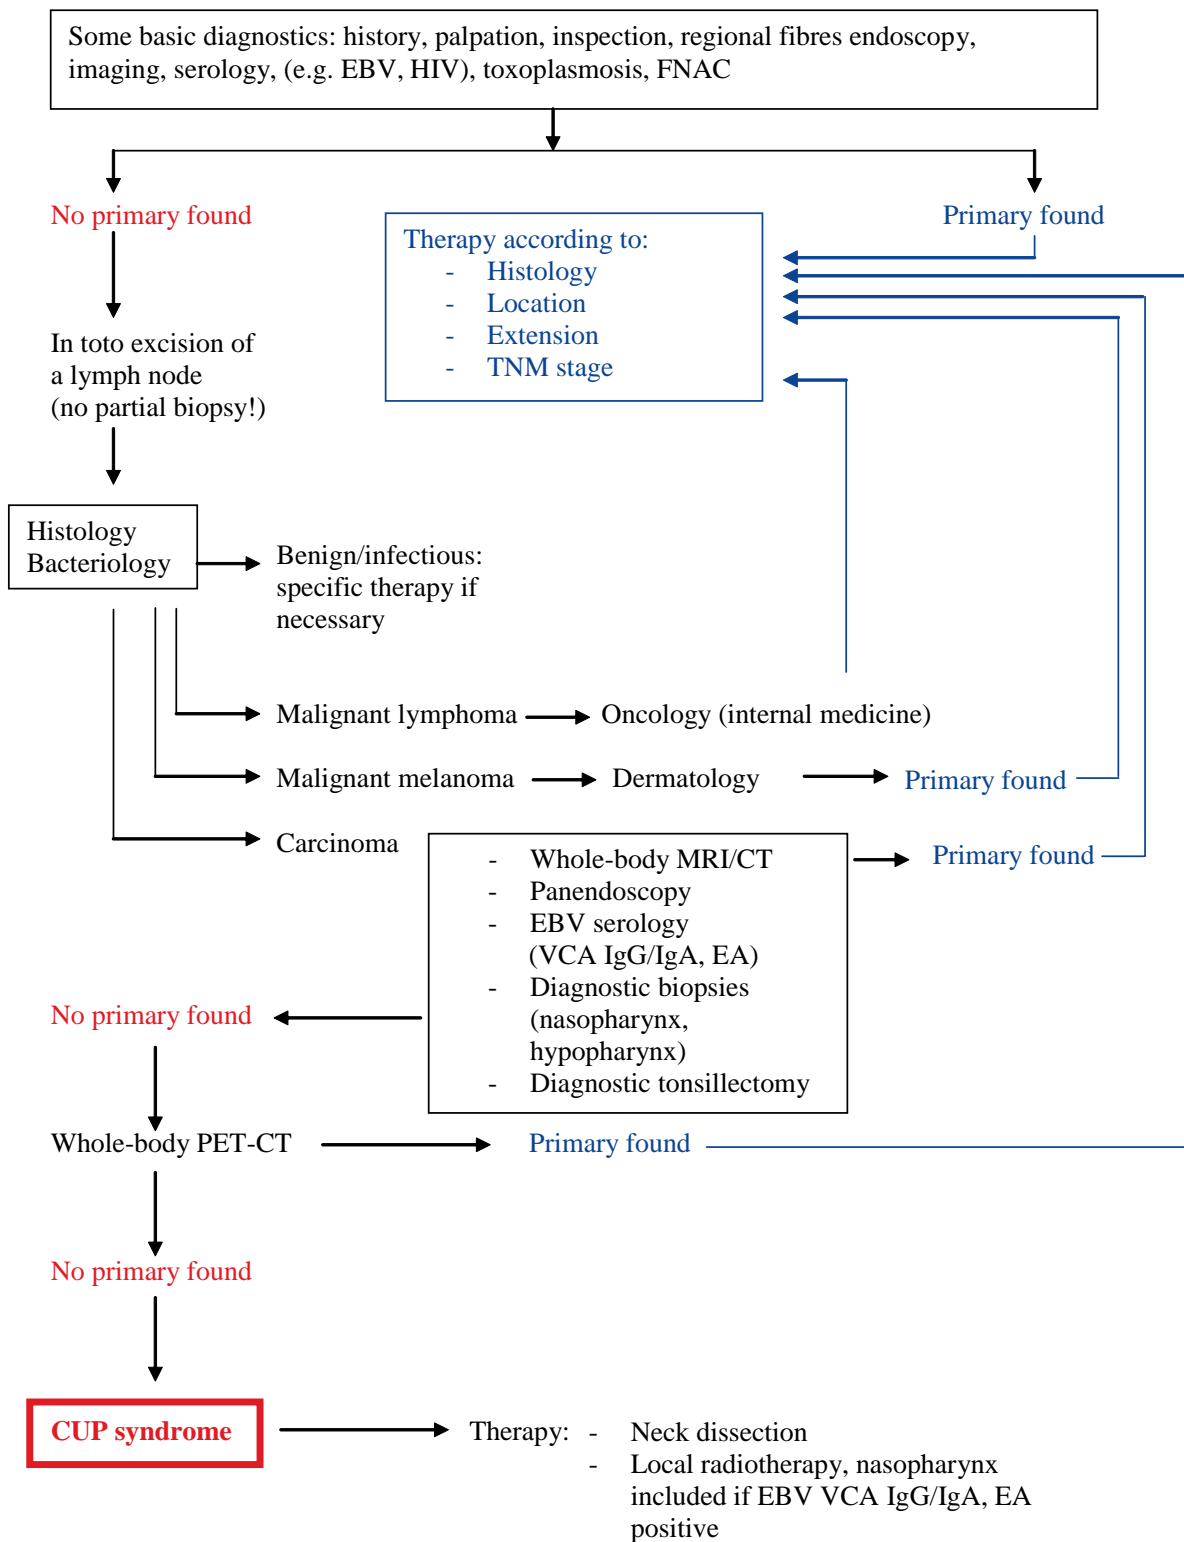 Some basic diagnostics: history, palpation, inspection, regional fibres endoscopy,
imaging, serology, (e.g. EBV, HIV), toxoplasmosis, FNAC
No primary found
Primary found
Therapy according to:
- Histology
- Location
- Extension
- TNM stage
In toto excision of
a lymph node
(no partial biopsy!)
Histology
Bacteriology
Benign/infectious:
specific therapy if
necessary
Malignant lymphoma
Oncology (internal medicine)
Malignant melanoma
Dermatology
Primary found
Carcinoma
- Whole-body MRI/CT
- Panendoscopy
- EBV serology
(VCA IgG/IgA, EA)
- Diagnostic biopsies
(nasopharynx,
hypopharynx)
- Diagnostic tonsillectomy
Primary found
No primary found
Whole-body PET-CT
Primary found
No primary found
CUP syndrome
Therapy: - Neck dissection
- Local radiotherapy, nasopharynx
included if EBV VCA IgG/IgA, EA
positive